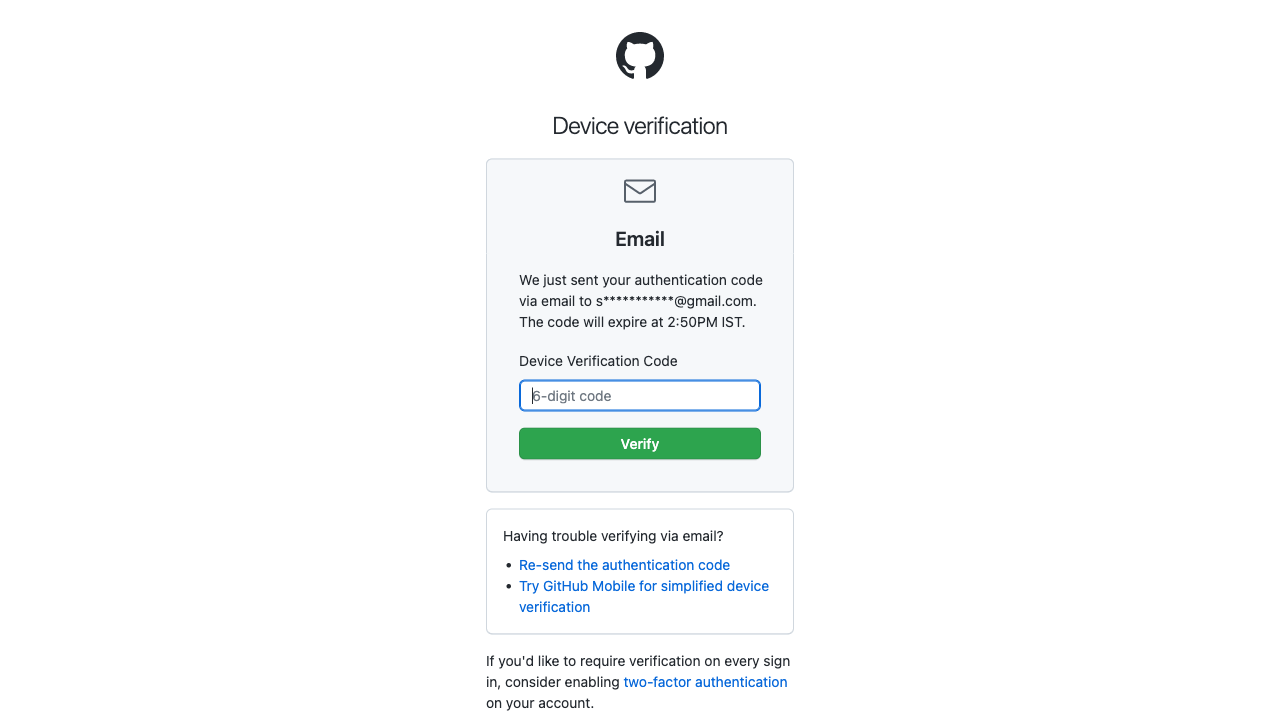 Device verification
Email
We just sent your authentication code
via email to s***********@gmail.com.
The code will expire at 2:50PM IST.
Device Verification Code
6-digit code
Verify
Having trouble verifying via email?
• Re-send the authentication code
• Try GitHub Mobile for simplified device
verification
If you'd like to require verification on every sign
in, consider enabling two-factor authentication
on your account.